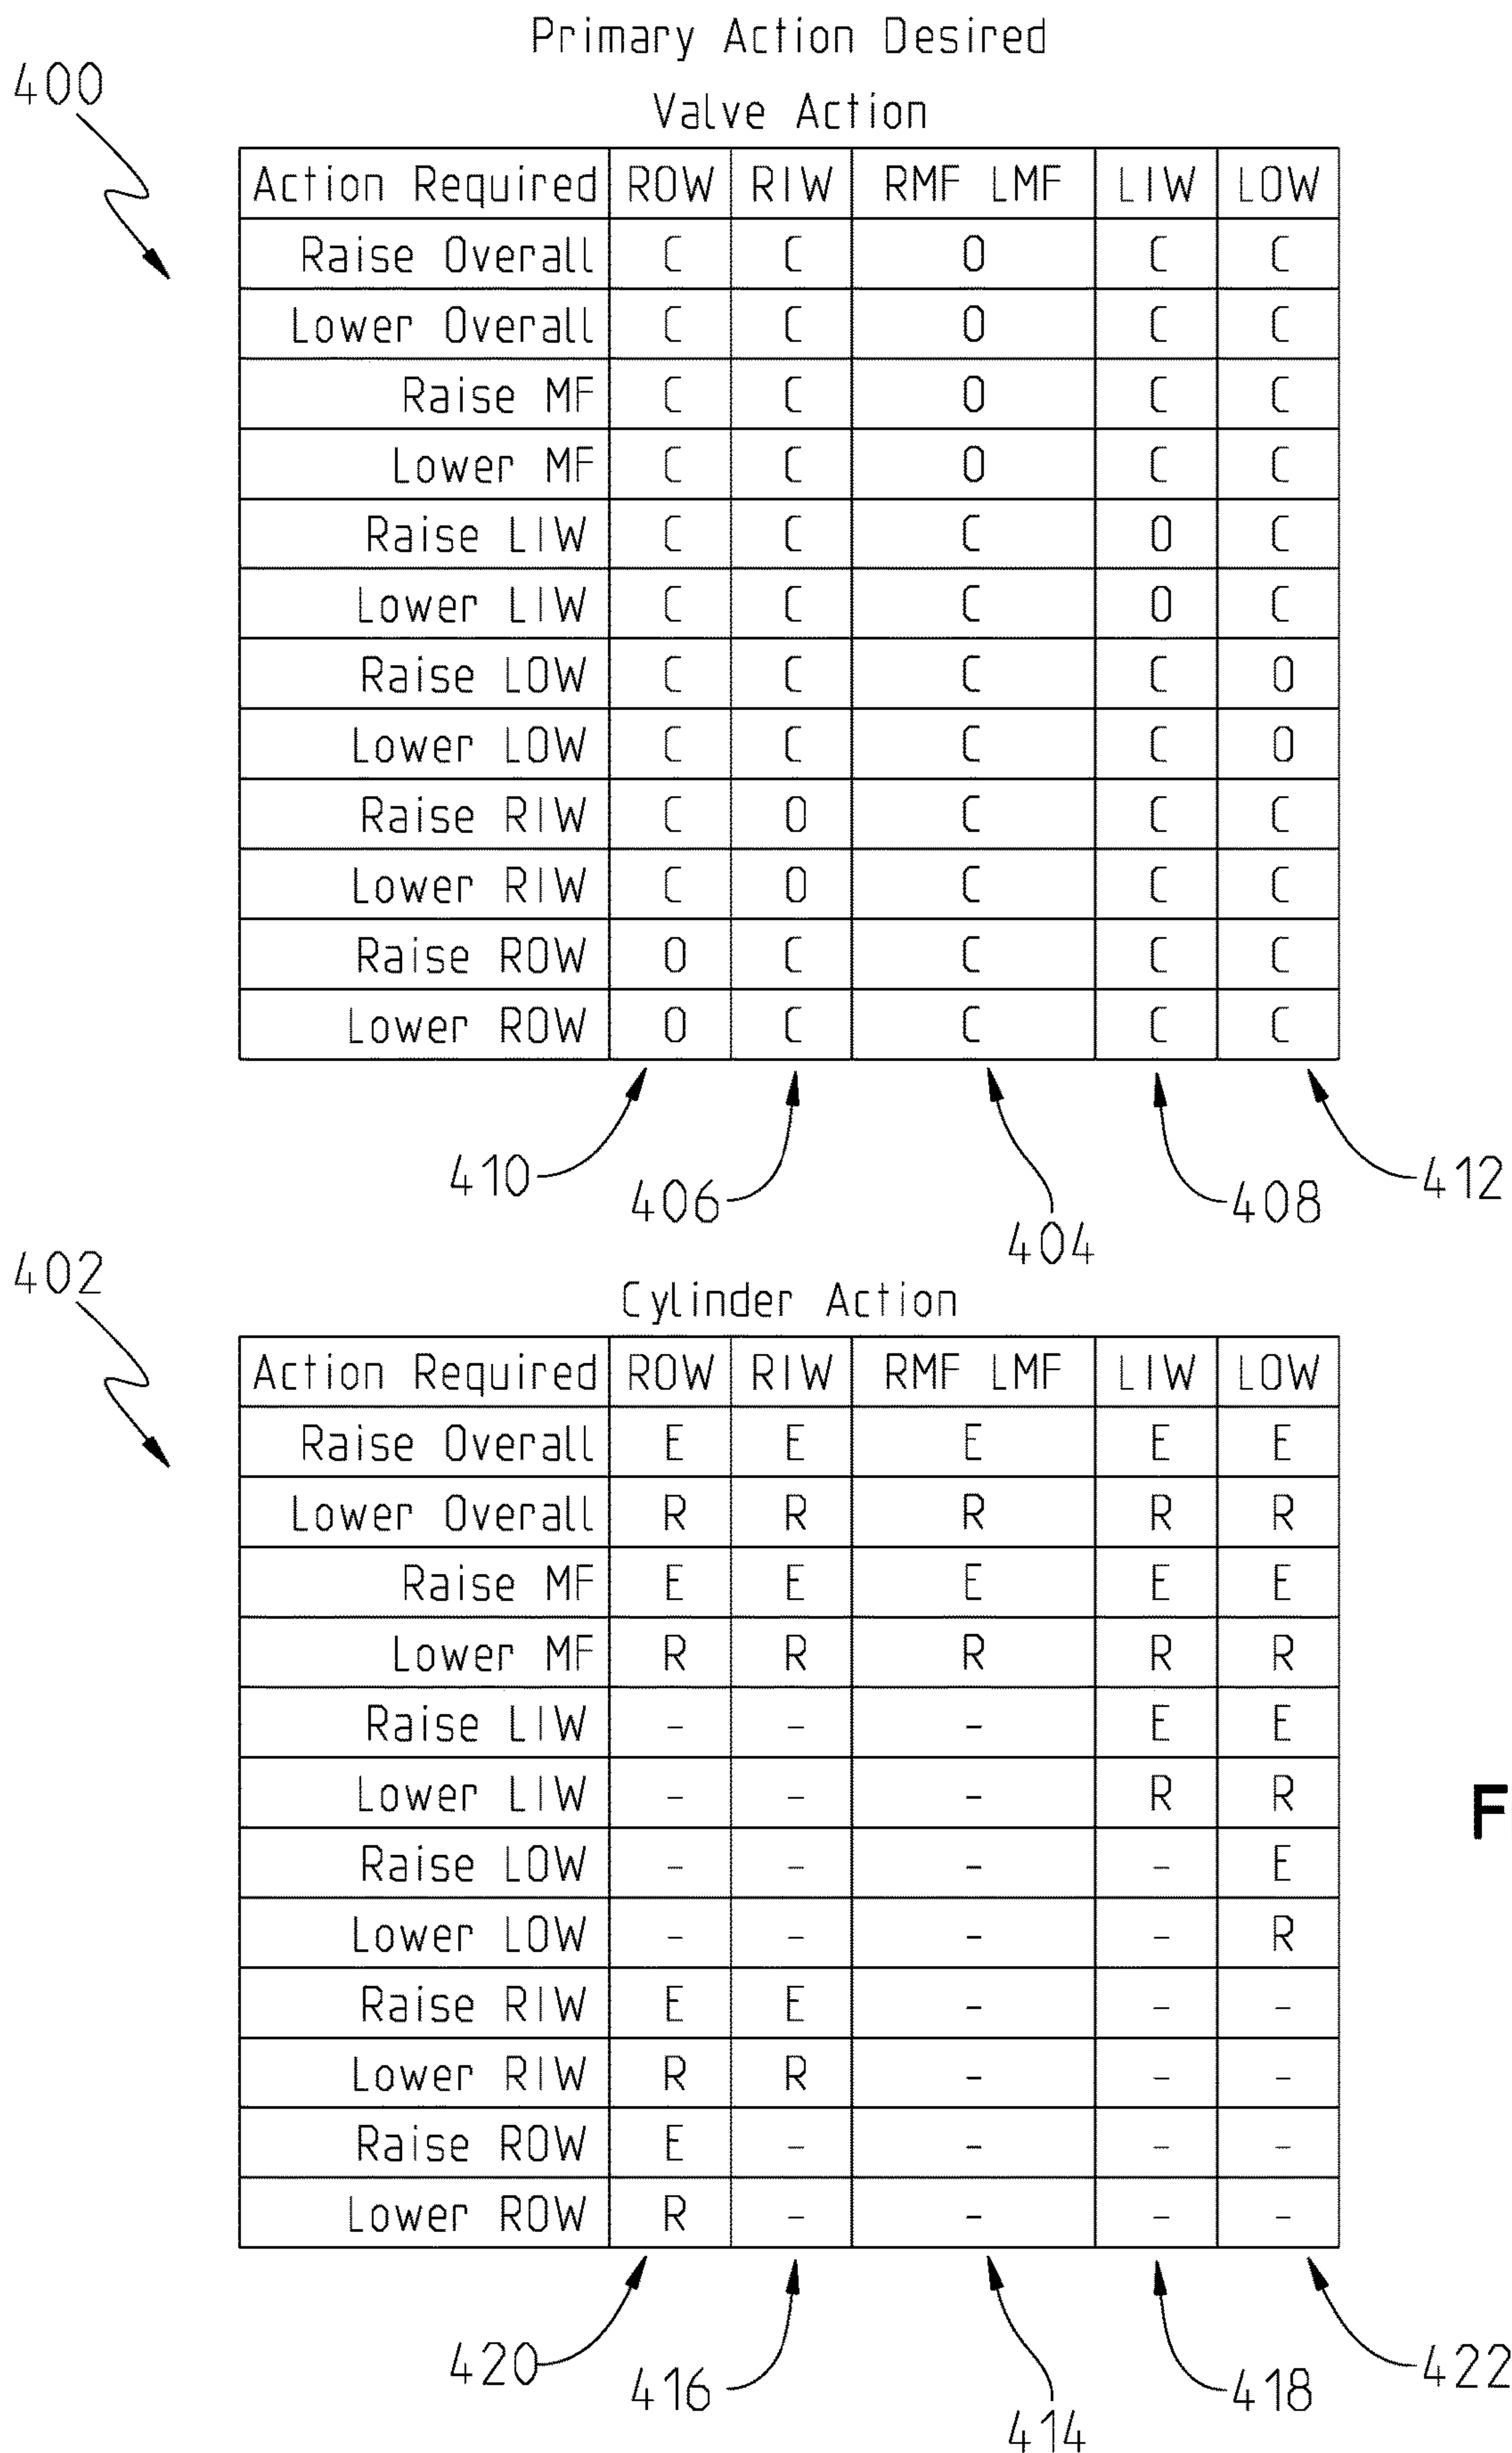 Primary Action Desired
400
Valve Action
Action Required ROW RIW RMF LMF LIW LOW
Raise Overall C C O C C
Lower Overall C C O C C
Raise MF C C O C C
Lower MF C C O C C
Raise LIW C C C O C
Lower LIW C C C O C
Raise LOW C C C C O
Lower LOW C C C C O
Raise RIW C O C C C
Lower RIW C O C C C
Raise ROW O C C C C
Lower ROW O C C C C
410 406 404 408 412
402
Cylinder Action
Action Required ROW RIW RMF LMF LIW LOW
Raise Overall E E E E E
Lower Overall R R R R R
Raise MF E E E E E
Lower MF R R R R R
Raise LIW - - - E E
Lower LIW - - - R R
F
Raise LOW - - - - E
Lower LOW - - - - R
Raise RIW E E - - -
Lower RIW R R - - -
Raise ROW E - - - -
Lower ROW R - - - -
420 416 414 418 422